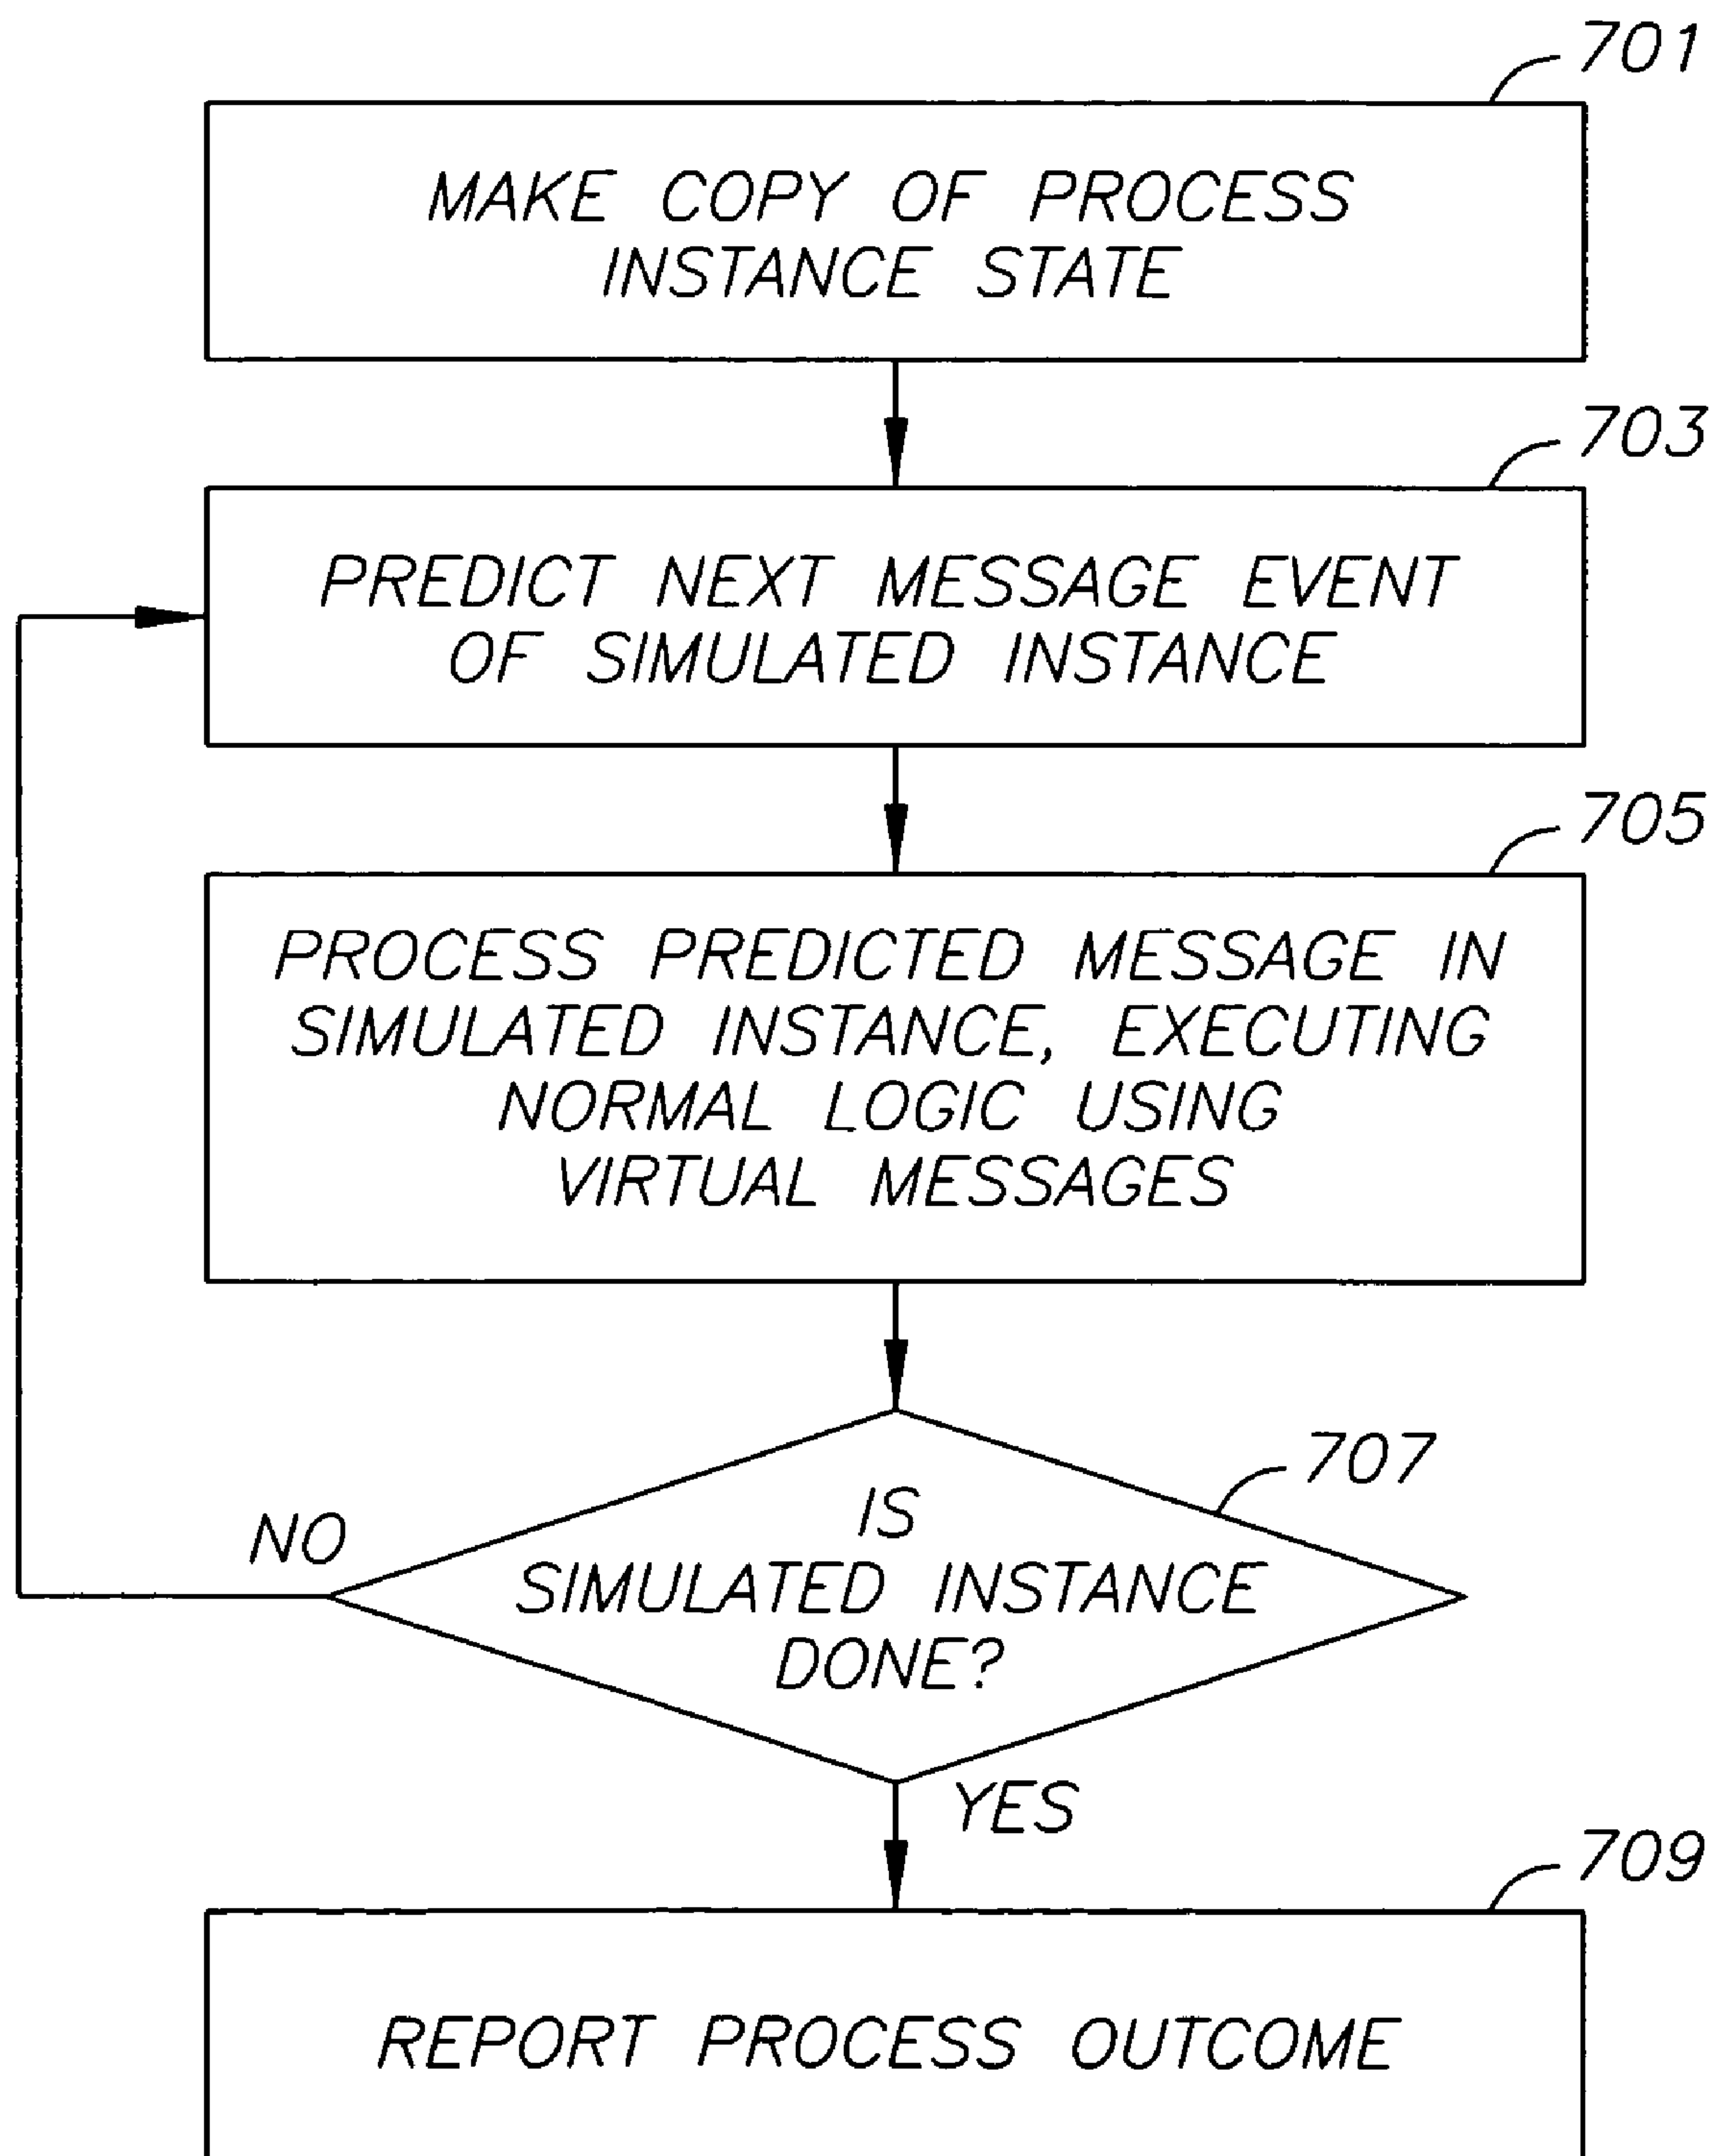 701
MAKE COPY OF PROCESS
INSTANCE STATE
703
PREDICT NEXT MESSAGE EVENT
OF SIMULATED INSTANCE
705
PROCESS PREDICTED MESSAGE IN
SIMULATED INSTANCE, EXECUTING
NORMAL LOGIC USING
VIRTUAL MESSAGES
707
IS
SIMULATED INSTANCE
DONE?
NO
YES
709
REPORT PROCESS OUTCOME